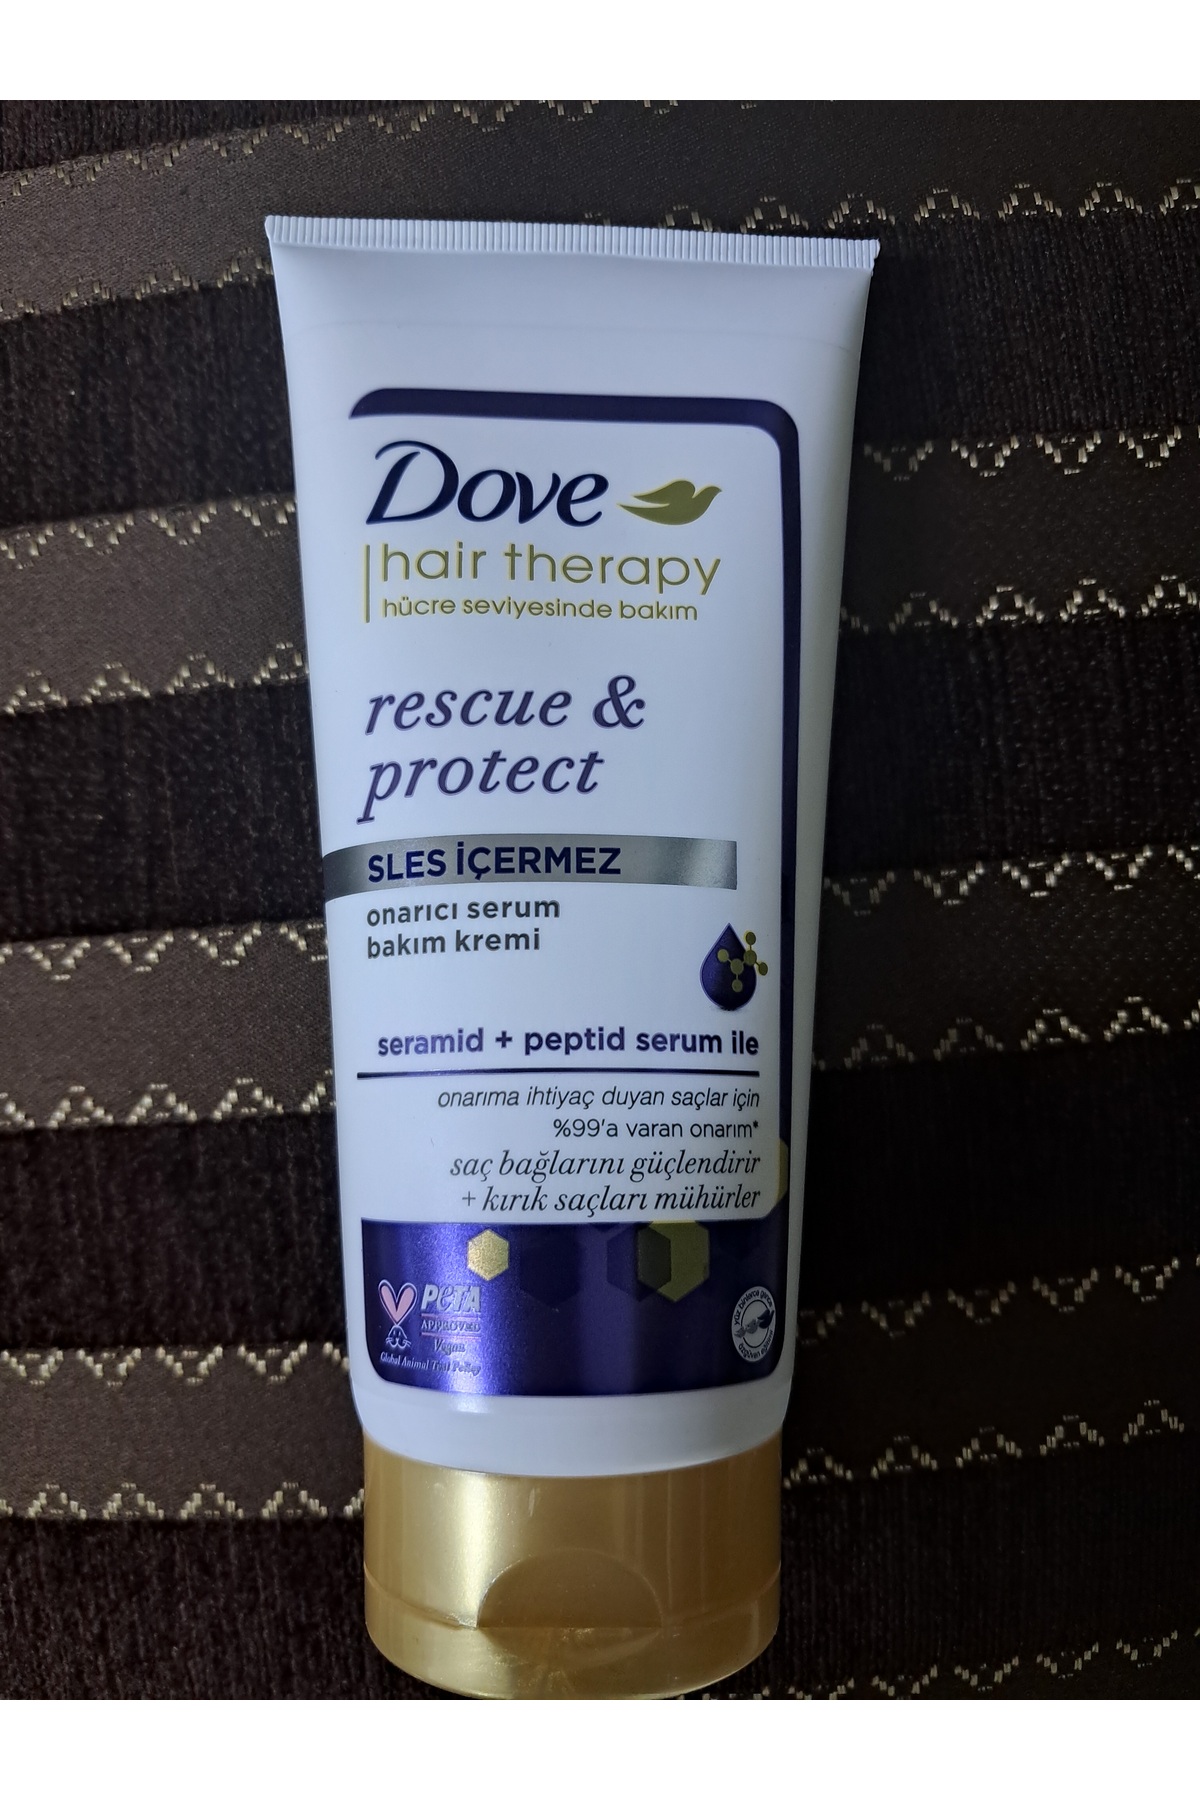 Dove
hair therapy
hücre seviyesinde bakım
rescue &
protect
SLES İÇERMEZ
onarıcı serum
bakım kremi
seramid + peptid serum ile
onarıma ihtiyaç duyan saçlar için
%99'a varan onarım*
saç bağlarını güçlendirir
+ kırık saçları mühürler
PeTA
APPROVED
Vegan
Global Animal Test Policy